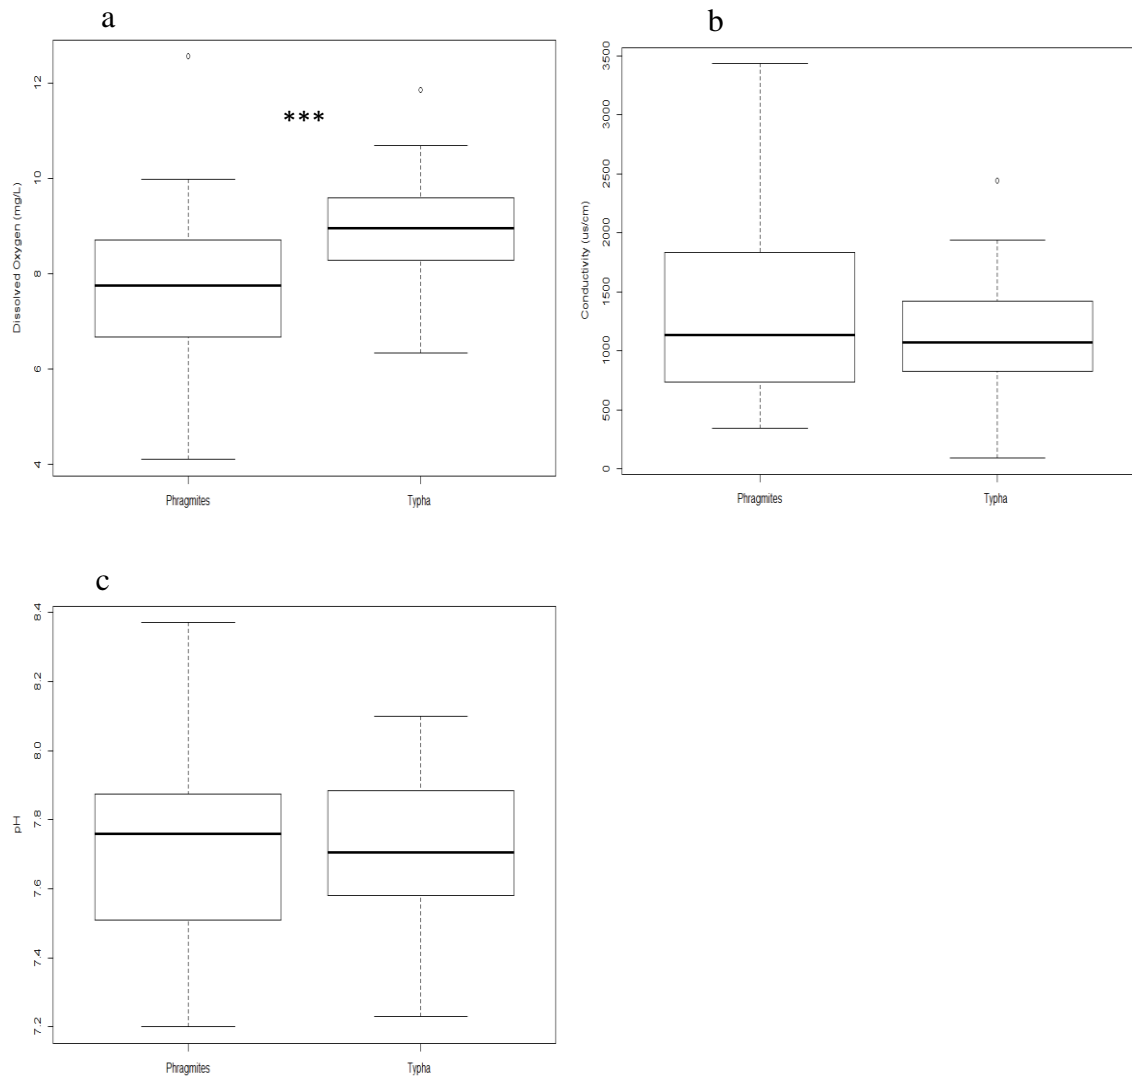 a
Dissolved Oxygen (mg/L)
12
10
8
6
4
***
Phragmites
Typha
b
Conductivity (us/cm)
3500
3000
2500
2000
1500
1000
500
0
Phragmites
Typha
c
pH
8.4
8.2
8.0
7.8
7.6
7.4
7.2
Phragmites
Typha